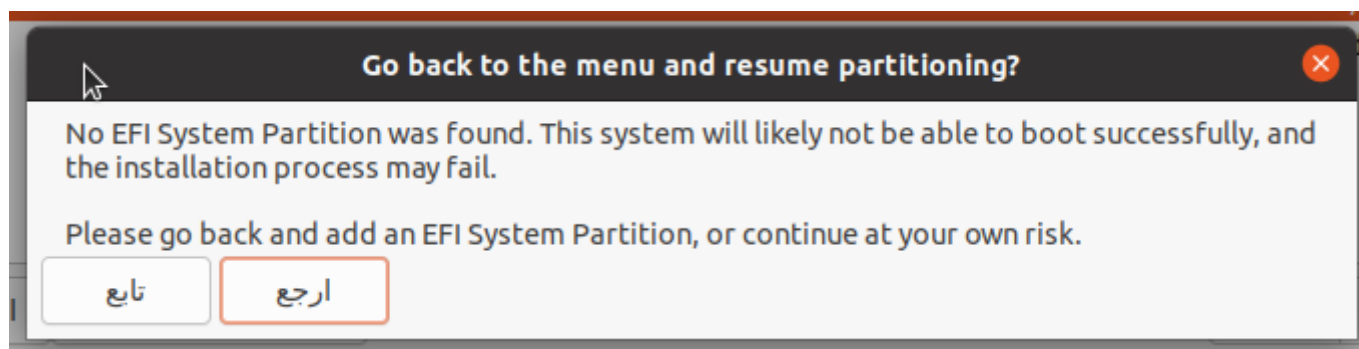 Go back to the menu and resume partitioning?
No EFI System Partition was found. This system will likely not be able to boot successfully, and
the installation process may fail.
Please go back and add an EFI System Partition, or continue at your own risk.
تابع
ارجع